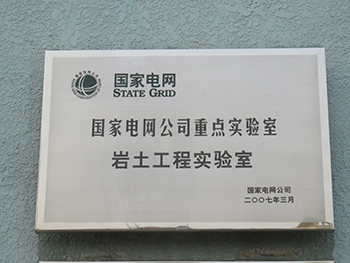 国家电网
STATE GRID
国家电网公司重点实验室
岩土工程实验室
国家电网公司
二〇〇七年三月